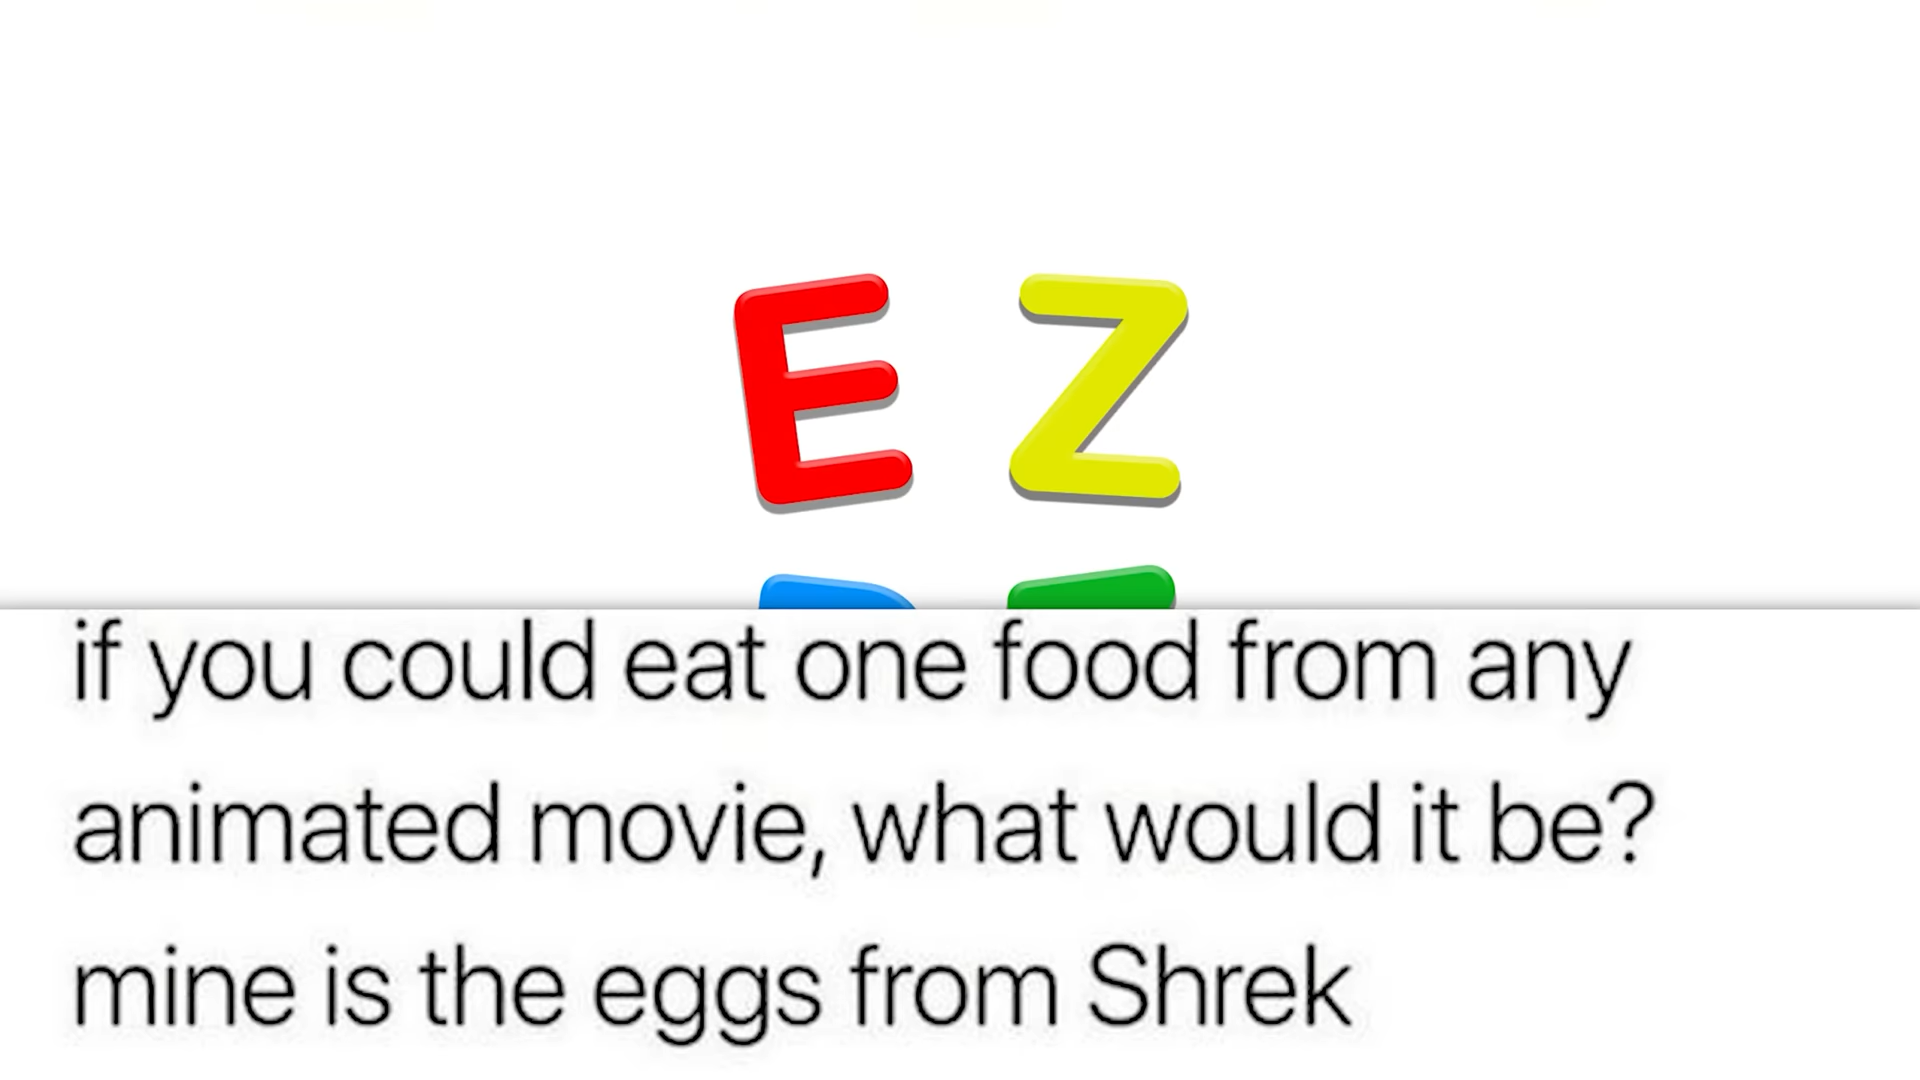 E Z
if you could eat one food from any
animated movie, what would it be?
mine is the eggs from Shrek